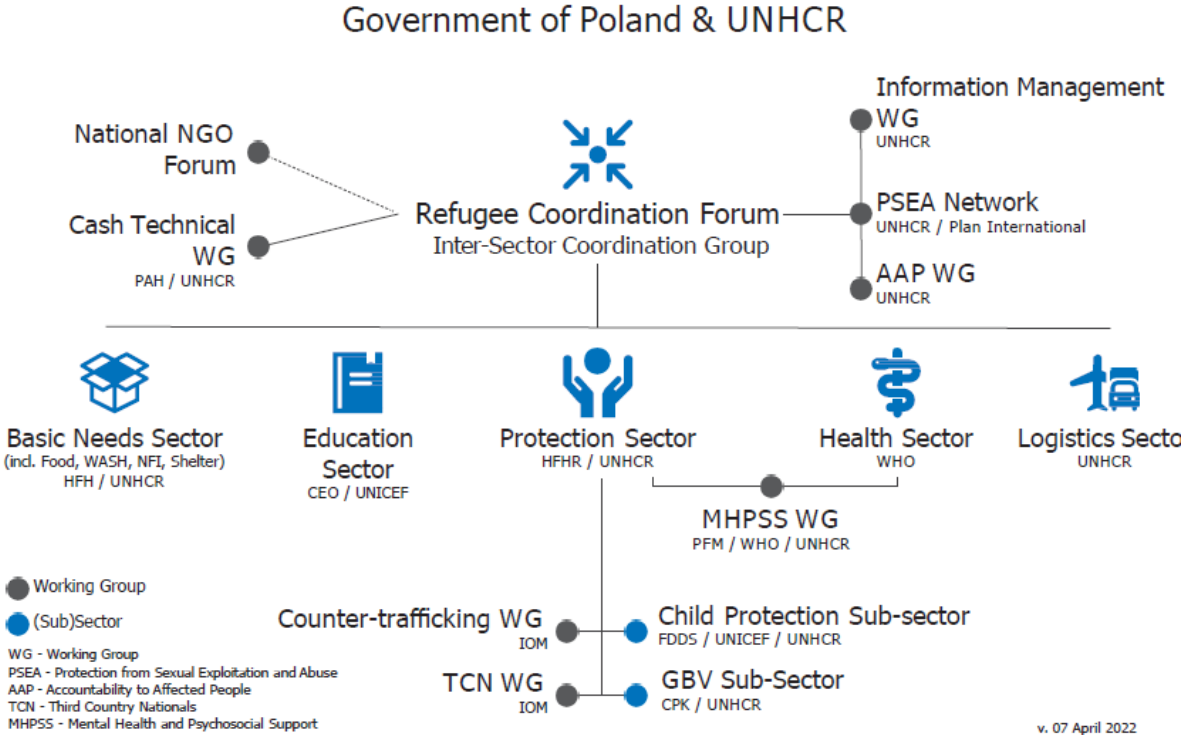 Government of Poland & UNHCR
National NGO
Forum
Cash Technical
WG
PAH / UNHCR
Refugee Coordination Forum
Inter-Sector Coordination Group
Information Management
WG
UNHCR
PSEA Network
UNHCR / Plan International
AAP WG
UNHCR
Basic Needs Sector
(incl. Food, WASH, NFI, Shelter)
HFH / UNHCR
Education
Sector
CEO / UNICEF
Protection Sector
HFHR / UNHCR
Health Sector
WHO
Logistics Secto
UNHCR
MHPSS WG
PFM / WHO / UNHCR
Counter-trafficking WG
IOM
Child Protection Sub-sector
FDDS / UNICEF / UNHCR
TCN WG
IOM
GBV Sub-Sector
CPK / UNHCR
Working Group
(Sub)Sector
WG - Working Group
PSEA - Protection from Sexual Exploitation and Abuse
AAP - Accountability to Affected People
TCN - Third Country Nationals
MHPSS - Mental Health and Psychosocial Support
v. 07 April 2022